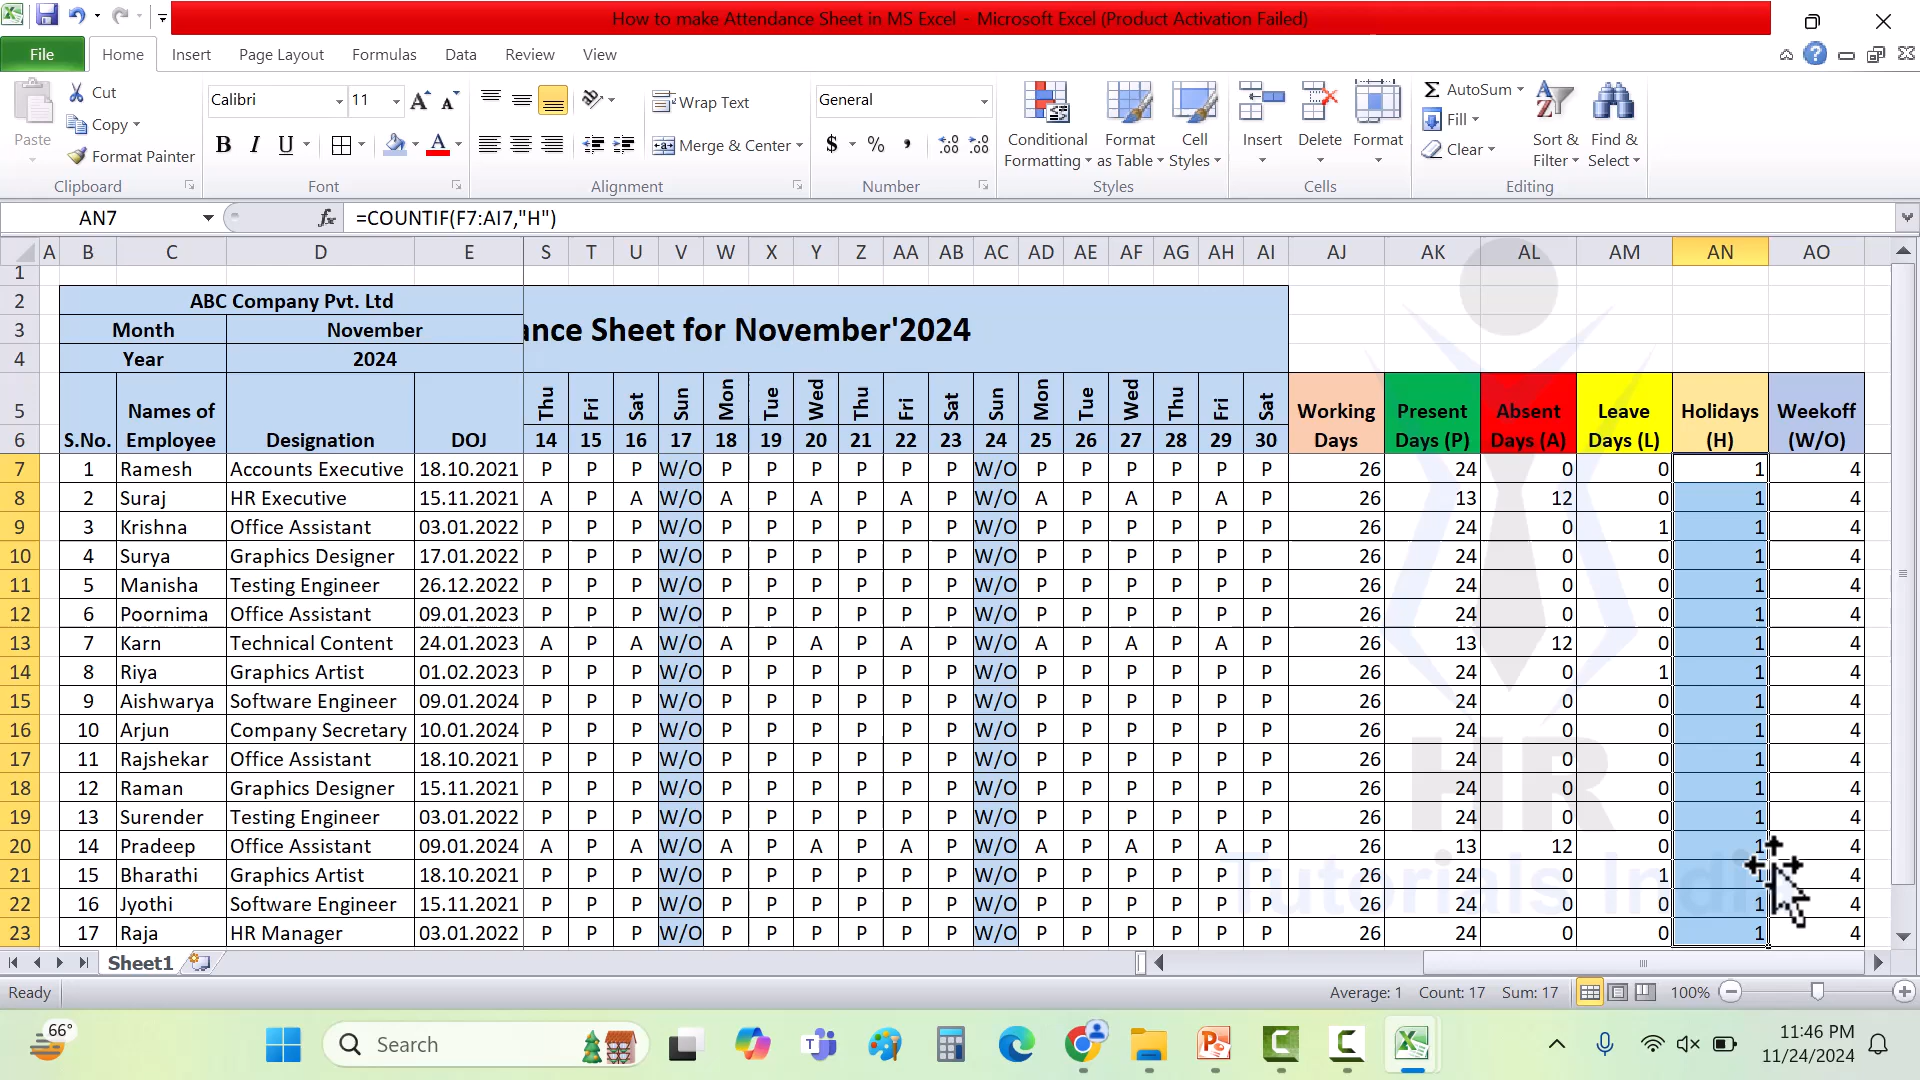 How to make Attendance Sheet in MS Excel - Microsoft Excel (Product Activation Failed)
File Home Insert Page Layout Formulas Data Review View
Paste Cut Copy Format Painter Clipboard
Calibri 11 B I U Font
Wrap Text Merge & Center Alignment
General $ % , Number
Conditional Formatting Format as Table Cell Styles Styles
Insert Delete Format Cells
AutoSum Fill Clear Sort & Filter Find & Select Editing
AN7 fx =COUNTIF(F7:AI7,"H")
A B C D E S T U V W X Y Z AA AB AC AD AE AF AG AH AI AJ AK AL AM AN AO
1
2 ABC Company Pvt. Ltd
3 Month November ance Sheet for November'2024
4 Year 2024
5 Names of Thu Fri Sat Sun Mon Tue Wed Thu Fri Sat Sun Mon Tue Wed Thu Fri Sat Working Present Absent Leave Holidays Weekoff
6 S.No. Employee Designation DOJ 14 15 16 17 18 19 20 21 22 23 24 25 26 27 28 29 30 Days Days (P) Days (A) Days (L) (H) (W/O)
7 1 Ramesh Accounts Executive 18.10.2021 P P P W/O P P P P P P W/O P P P P P P 26 24 0 0 1 4
8 2 Suraj HR Executive 15.11.2021 A P A W/O A P A P A P W/O A P A P A P 26 13 12 0 1 4
9 3 Krishna Office Assistant 03.01.2022 P P P W/O P P P P P P W/O P P P P P P 26 24 0 1 1 4
10 4 Surya Graphics Designer 17.01.2022 P P P W/O P P P P P P W/O P P P P P P 26 24 0 0 1 4
11 5 Manisha Testing Engineer 26.12.2022 P P P W/O P P P P P P W/O P P P P P P 26 24 0 0 1 4
12 6 Poornima Office Assistant 09.01.2023 P P P W/O P P P P P P W/O P P P P P P 26 24 0 0 1 4
13 7 Karn Technical Content 24.01.2023 A P A W/O A P A P A P W/O A P A P A P 26 13 12 0 1 4
14 8 Riya Graphics Artist 01.02.2023 P P P W/O P P P P P P W/O P P P P P P 26 24 0 1 1 4
15 9 Aishwarya Software Engineer 09.01.2024 P P P W/O P P P P P P W/O P P P P P P 26 24 0 0 1 4
16 10 Arjun Company Secretary 10.01.2024 P P P W/O P P P P P P W/O P P P P P P 26 24 0 0 1 4
17 11 Rajshekar Office Assistant 18.10.2021 P P P W/O P P P P P P W/O P P P P P P 26 24 0 0 1 4
18 12 Raman Graphics Designer 15.11.2021 P P P W/O P P P P P P W/O P P P P P P 26 24 0 0 1 4
19 13 Surender Testing Engineer 03.01.2022 P P P W/O P P P P P P W/O P P P P P P 26 24 0 0 1 4
20 14 Pradeep Office Assistant 09.01.2024 A P A W/O A P A P A P W/O A P A P A P 26 13 12 0 1 4
21 15 Bharathi Graphics Artist 18.10.2021 P P P W/O P P P P P P W/O P P P P P P 26 24 0 1 1 4
22 16 Jyothi Software Engineer 15.11.2021 P P P W/O P P P P P P W/O P P P P P P 26 24 0 0 1 4
23 17 Raja HR Manager 03.01.2022 P P P W/O P P P P P P W/O P P P P P P 26 24 0 0 1 4
HR
Tutorials Indi
Sheet1
Ready Average: 1 Count: 17 Sum: 17 100%
66° Search 11:46 PM
11/24/2024